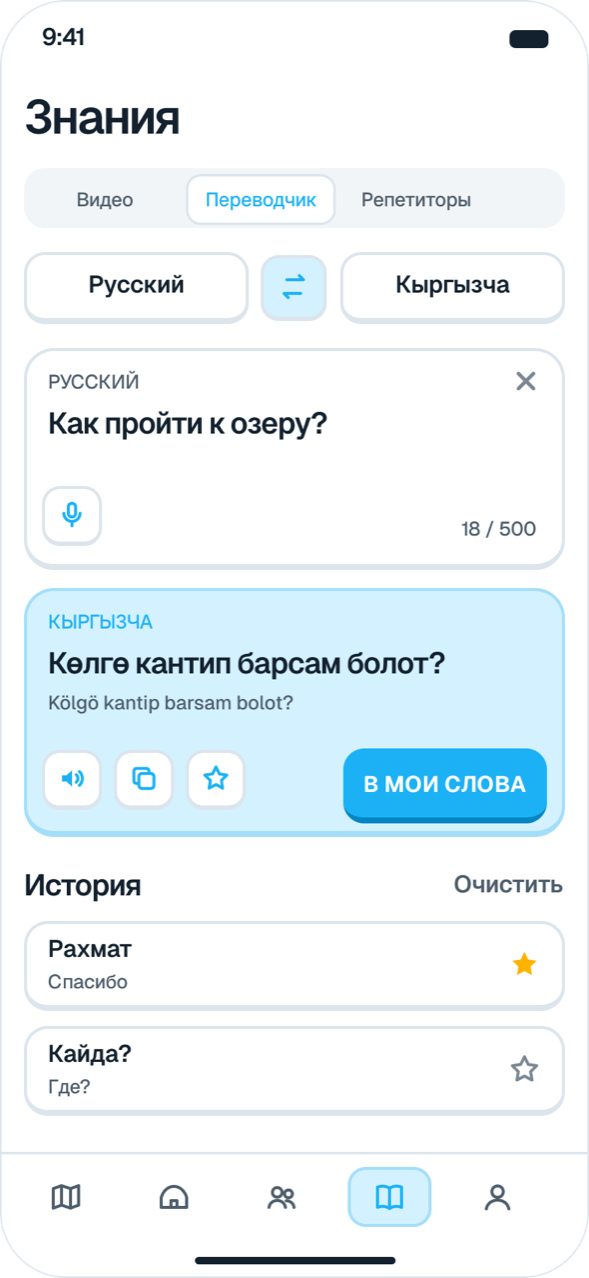 9:41
Знания
Видео Переводчик Репетиторы
Русский Кыргызча
РУССКИЙ
Как пройти к озеру?
18 / 500
КЫРГЫЗЧА
Көлгө кантип барсам болот?
Kölgö kantip barsam bolot?
В МОИ СЛОВА
История Очистить
Рахмат
Спасибо
Кайда?
Где?